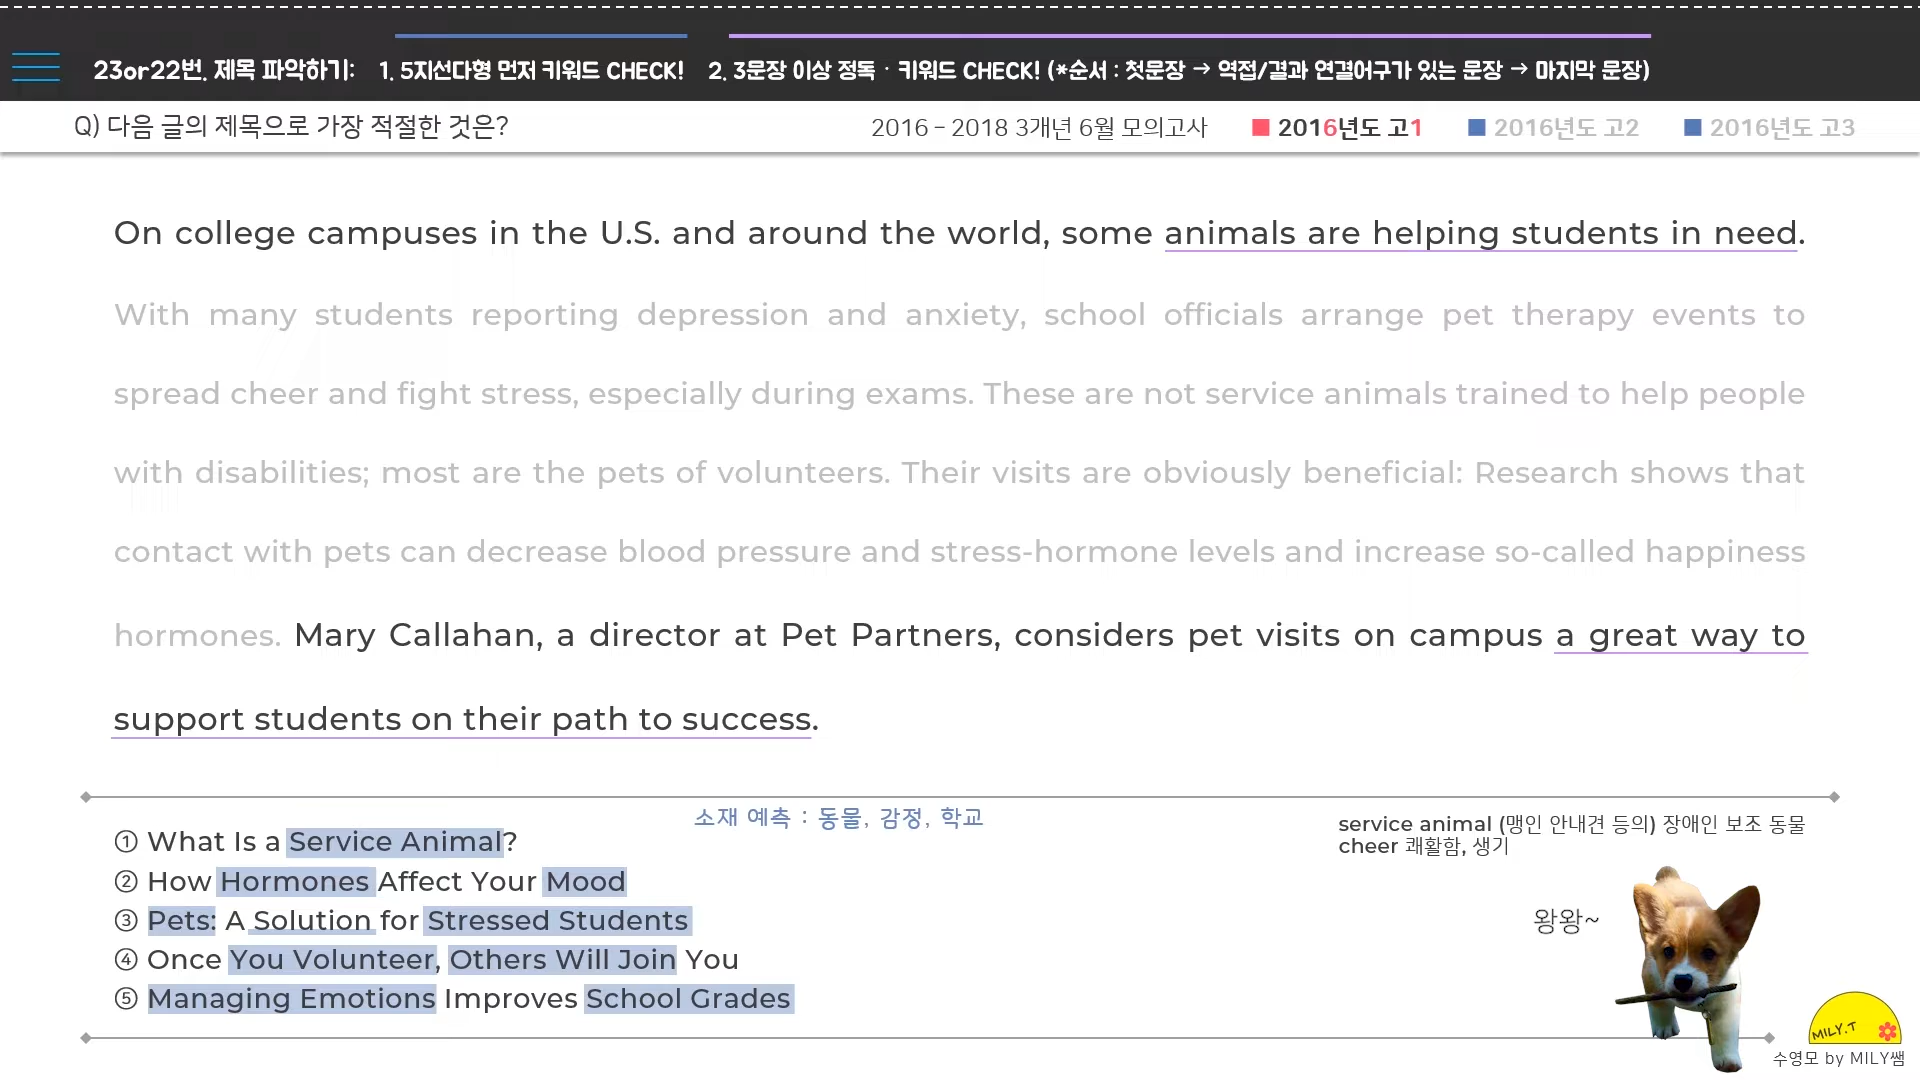 23or22번. 제목 파악하기: 1. 5지선다형 먼저 키워드 CHECK! 2. 3문장 이상 정독 · 키워드 CHECK! (*순서 : 첫문장 → 역접/결과 연결어구가 있는 문장 → 마지막 문장)
Q) 다음 글의 제목으로 가장 적절한 것은? 2016 – 2018 3개년 6월 모의고사 ■ 2016년도 고1 ■ 2016년도 고2 ■ 2016년도 고3
On college campuses in the U.S. and around the world, some animals are helping students in need.
With many students reporting depression and anxiety, school officials arrange pet therapy events to
spread cheer and fight stress, especially during exams. These are not service animals trained to help people
with disabilities; most are the pets of volunteers. Their visits are obviously beneficial: Research shows that
contact with pets can decrease blood pressure and stress-hormone levels and increase so-called happiness
hormones. Mary Callahan, a director at Pet Partners, considers pet visits on campus a great way to
support students on their path to success.
소재 예측 : 동물, 감정, 학교
① What Is a Service Animal?
② How Hormones Affect Your Mood
③ Pets: A Solution for Stressed Students
④ Once You Volunteer, Others Will Join You
⑤ Managing Emotions Improves School Grades
service animal (맹인 안내견 등의) 장애인 보조 동물
cheer 쾌활함, 생기
왕왕~
MILY.T
수영모 by MILY쌤